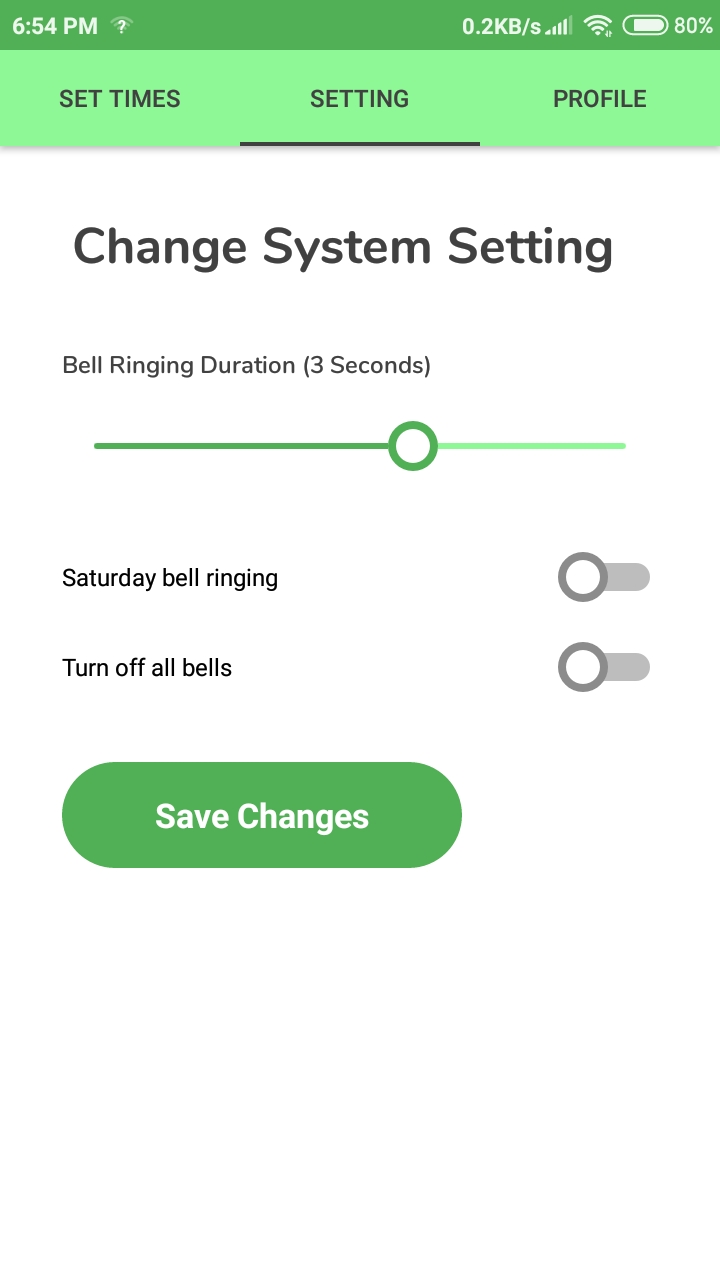 6:54 PM ? 0.2KB/s 80%
SET TIMES SETTING PROFILE
Change System Setting
Bell Ringing Duration (3 Seconds)
Saturday bell ringing
Turn off all bells
Save Changes